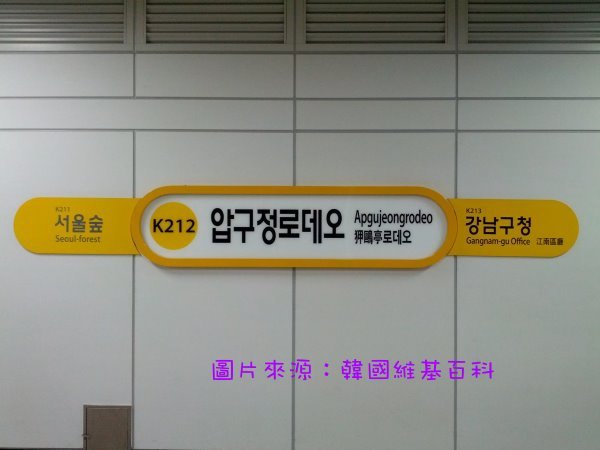 K211
서울숲
Seoul-forest
K212
압구정로데오
Apgujeongrodeo
狎鷗亭로데오
K213
강남구청
Gangnam-gu Office 江南區廳
圖片來源：韓國維基百科